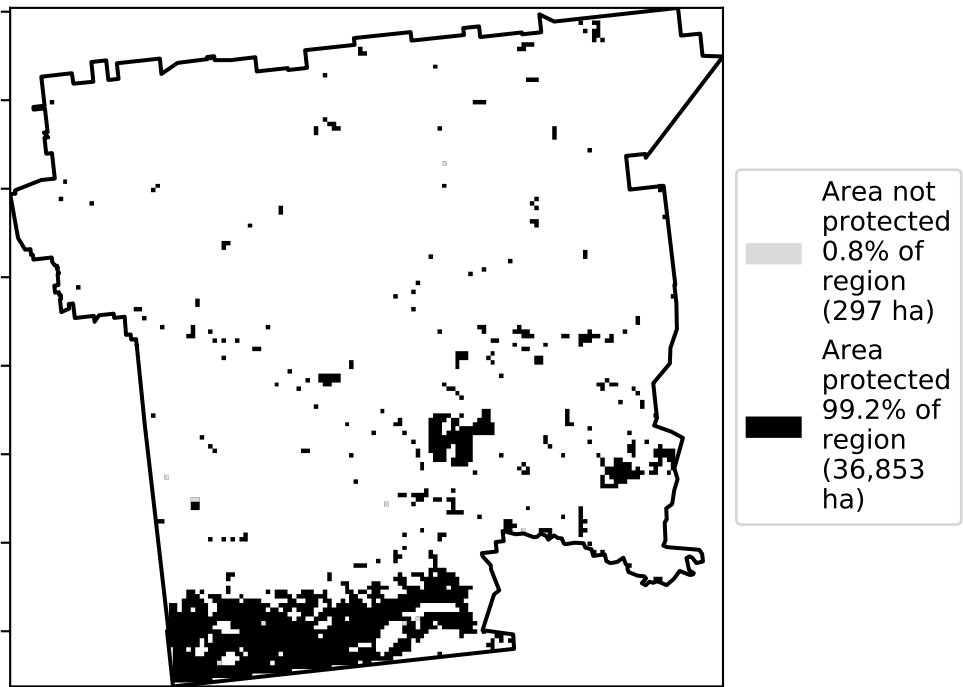 Area not
protected
0.8% of
region
(297 ha)
Area
protected
99.2% of
region
(36,853
ha)